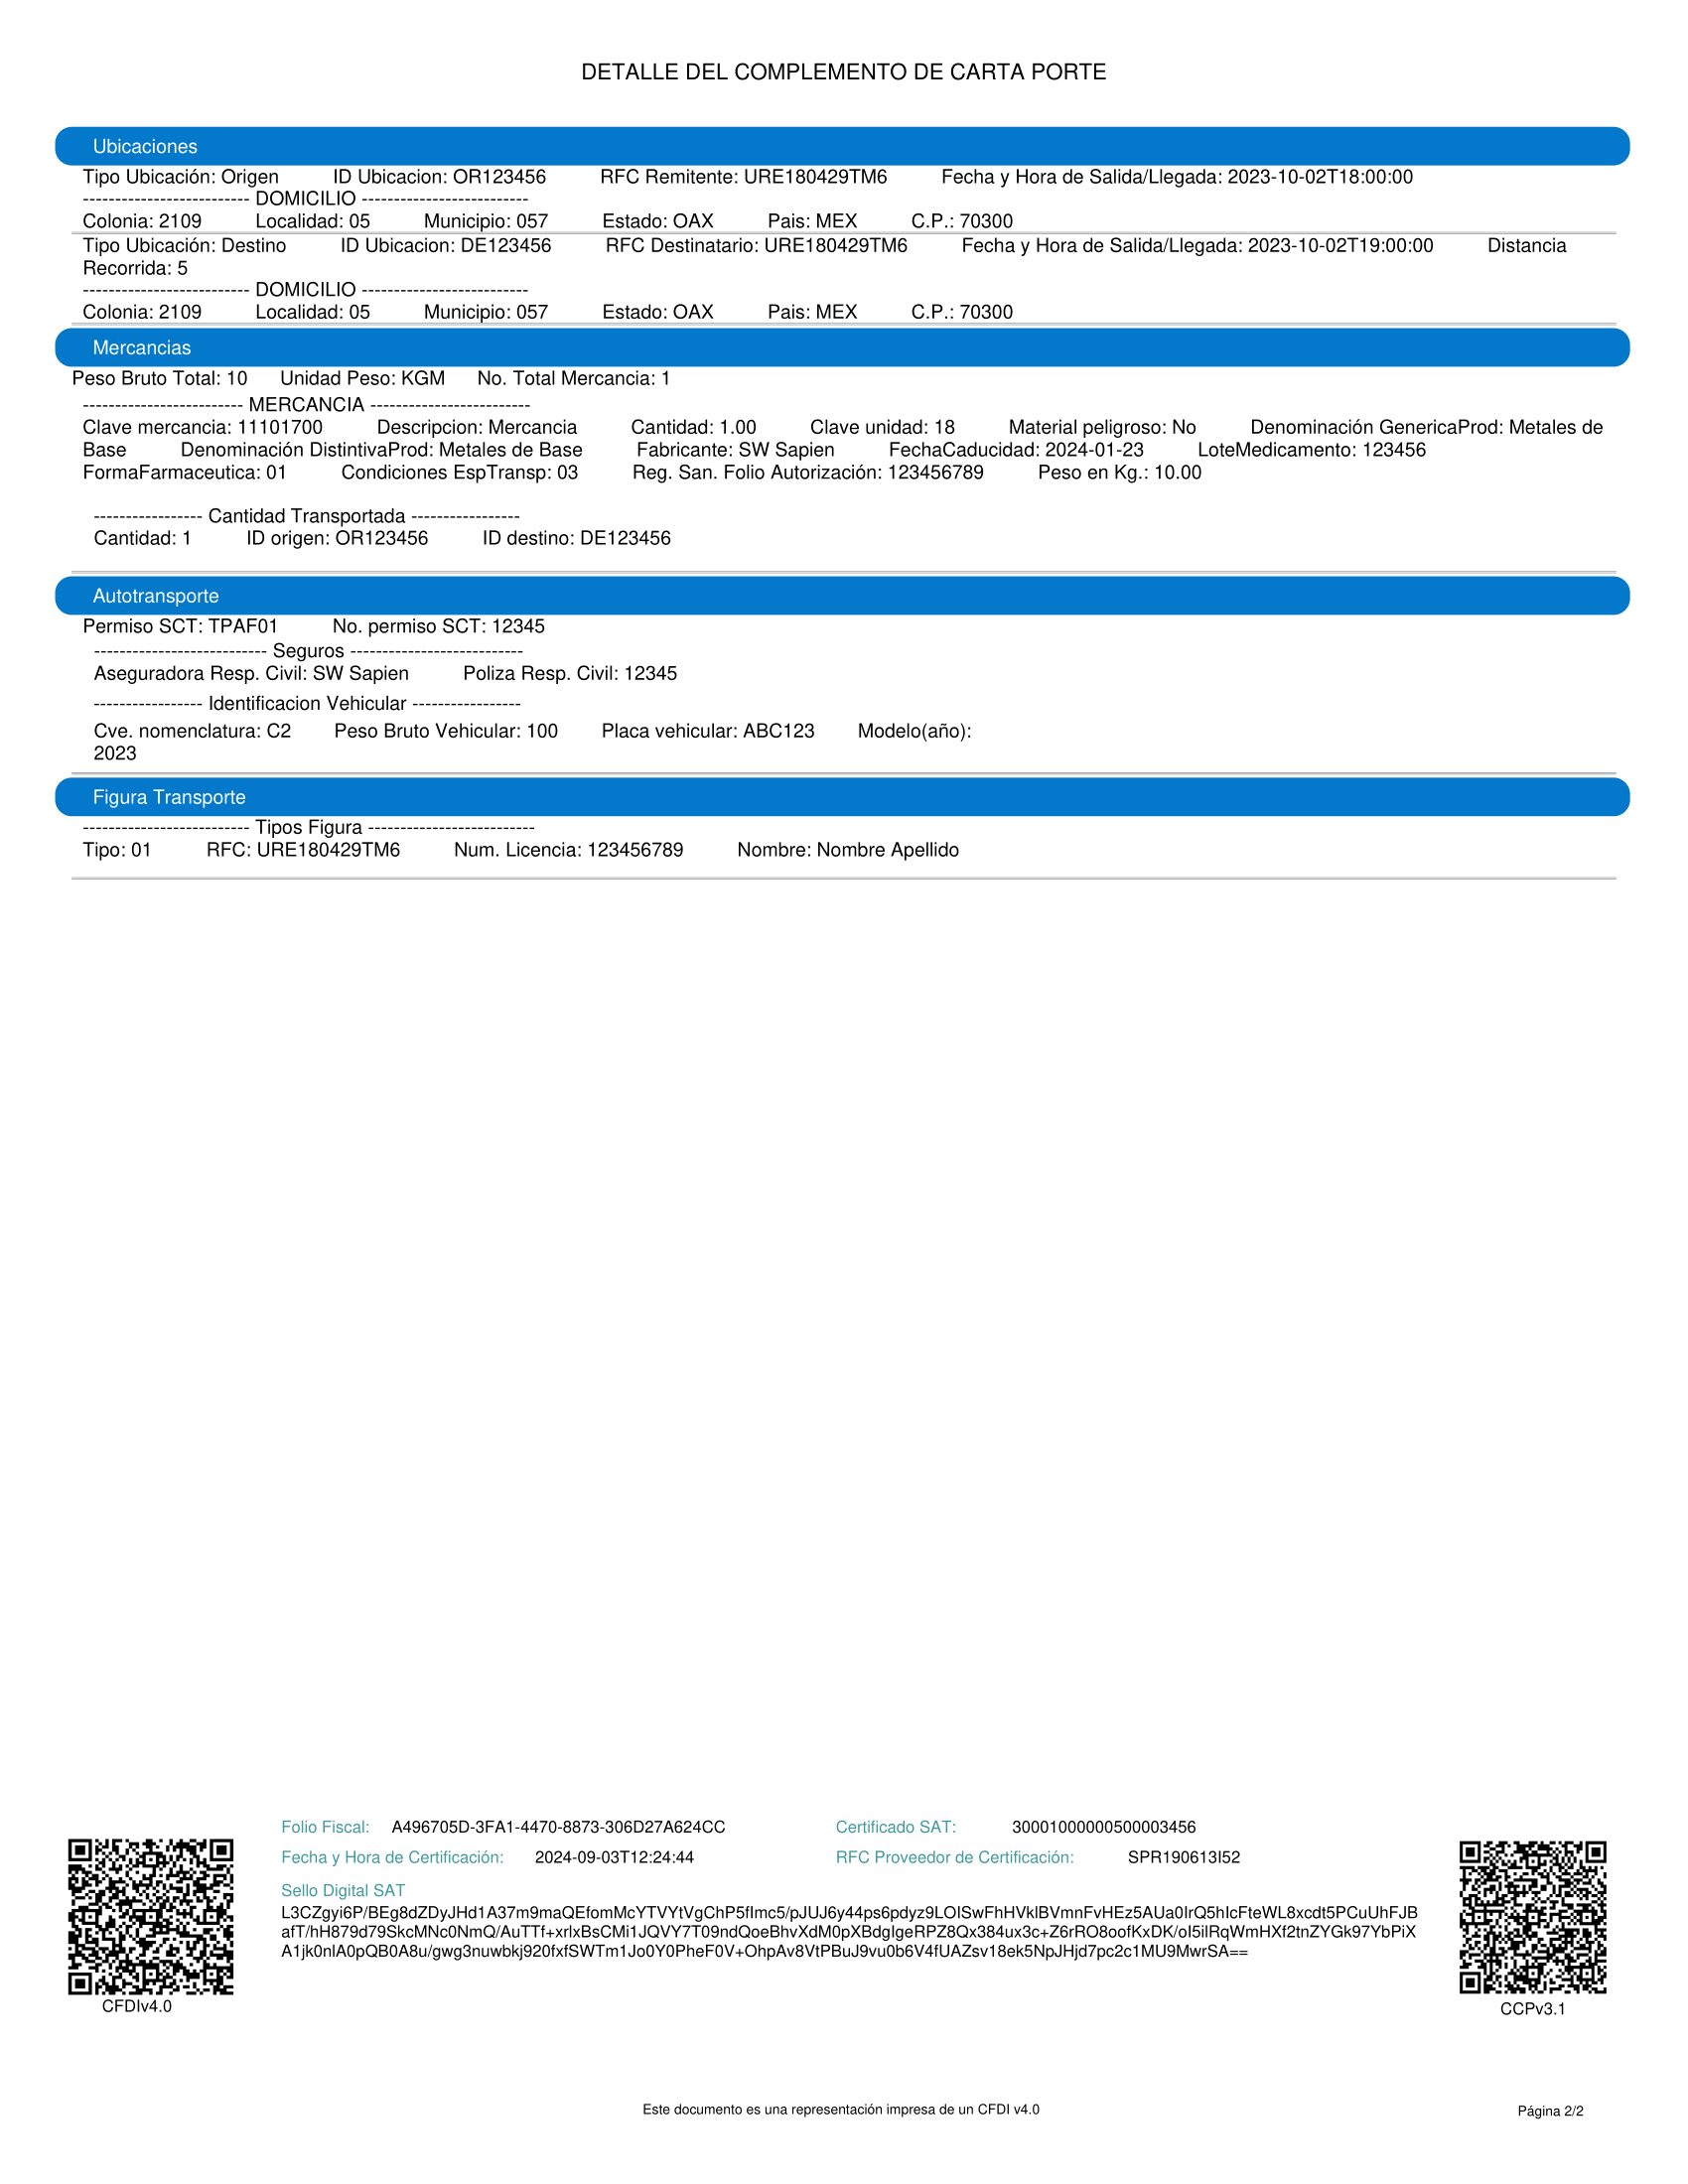 DETALLE DEL COMPLEMENTO DE CARTA PORTE
Ubicaciones
Tipo Ubicación: Origen ID Ubicacion: OR123456 RFC Remitente: URE180429TM6 Fecha y Hora de Salida/Llegada: 2023-10-02T18:00:00
-------------------------- DOMICILIO --------------------------
Colonia: 2109 Localidad: 05 Municipio: 057 Estado: OAX Pais: MEX C.P.: 70300
Tipo Ubicación: Destino ID Ubicacion: DE123456 RFC Destinatario: URE180429TM6 Fecha y Hora de Salida/Llegada: 2023-10-02T19:00:00 Distancia
Recorrida: 5
-------------------------- DOMICILIO --------------------------
Colonia: 2109 Localidad: 05 Municipio: 057 Estado: OAX Pais: MEX C.P.: 70300
Mercancias
Peso Bruto Total: 10 Unidad Peso: KGM No. Total Mercancia: 1
------------------------- MERCANCIA -------------------------
Clave mercancia: 11101700 Descripcion: Mercancia Cantidad: 1.00 Clave unidad: 18 Material peligroso: No Denominación GenericaProd: Metales de
Base Denominación DistintivaProd: Metales de Base Fabricante: SW Sapien FechaCaducidad: 2024-01-23 LoteMedicamento: 123456
FormaFarmaceutica: 01 Condiciones EspTransp: 03 Reg. San. Folio Autorización: 123456789 Peso en Kg.: 10.00
----------------- Cantidad Transportada -----------------
Cantidad: 1 ID origen: OR123456 ID destino: DE123456
Autotransporte
Permiso SCT: TPAF01 No. permiso SCT: 12345
--------------------------- Seguros ---------------------------
Aseguradora Resp. Civil: SW Sapien Poliza Resp. Civil: 12345
----------------- Identificacion Vehicular -----------------
Cve. nomenclatura: C2 Peso Bruto Vehicular: 100 Placa vehicular: ABC123 Modelo(año):
2023
Figura Transporte
-------------------------- Tipos Figura --------------------------
Tipo: 01 RFC: URE180429TM6 Num. Licencia: 123456789 Nombre: Nombre Apellido
Folio Fiscal: A496705D-3FA1-4470-8873-306D27A624CC Certificado SAT: 30001000000500003456
Fecha y Hora de Certificación: 2024-09-03T12:24:44 RFC Proveedor de Certificación: SPR190613I52
Sello Digital SAT
L3CZgyi6P/BEg8dZDyJHd1A37m9maQEfomMcYTVYtVgChP5fImc5/pJUJ6y44ps6pdyz9LOlSwFhHVklBVmnFvHEz5AUa0IrQ5hIcFteWL8xcdt5PCuUhFJB
afT/hH879d79SkcMNc0NmQ/AuTTf+xrlxBsCMi1JQVY7T09ndQoeBhvXdM0pXBdgIgeRPZ8Qx384ux3c+Z6rRO8oofKxDK/oI5ilRqWmHXf2tnZYGk97YbPiX
A1jk0nlA0pQB0A8u/gwg3nuwbkj920fxfSWTm1Jo0Y0PheF0V+OhpAv8VtPBuJ9vu0b6V4fUAZsv18ek5NpJHjd7pc2c1MU9MwrSA==
CFDIv4.0
CCPv3.1
Este documento es una representación impresa de un CFDI v4.0
Página 2/2